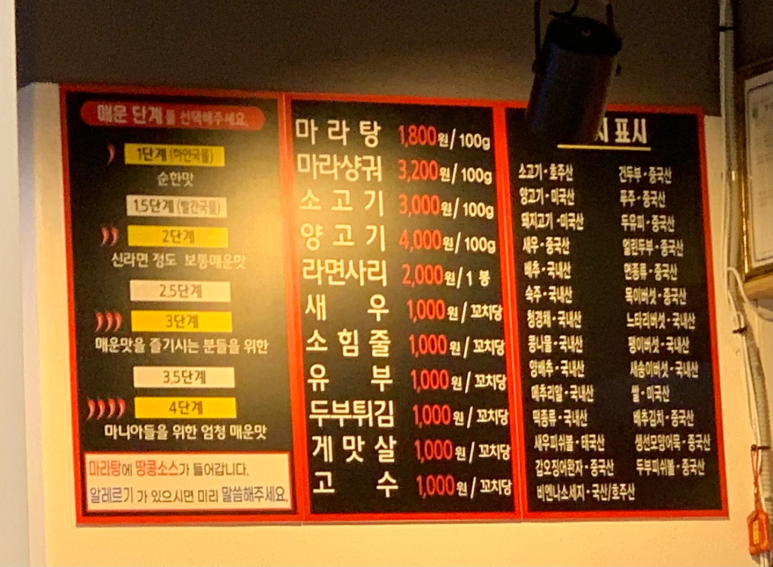 매운 단계를 선택해주세요.
1단계 (하얀국물)
순한맛
1.5단계 (빨간국물)
2단계
신라면 정도 보통매운맛
2.5단계
3단계
매운맛을 즐기시는 분들을 위한
3.5단계
4단계
마니아들을 위한 엄청 매운맛
마라탕에 땅콩소스가 들어갑니다.
알레르기가 있으시면 미리 말씀해주세요.
마라탕 1,800원/100g
마라샹궈 3,200원/100g
소고기 3,000원/100g
양고기 4,000원/100g
라면사리 2,000원/1봉
새우 1,000원/꼬치당
소힘줄 1,000원/꼬치당
유부 1,000원/꼬치당
두부튀김 1,000원/꼬치당
게맛살 1,000원/꼬치당
고수 1,000원/꼬치당
표시
소고기-호주산 건두부-중국산
양고기-미국산 푸주-중국산
돼지고기-미국산 두유피-중국산
새우-중국산 얼린두부-중국산
배추-국내산 면종류-중국산
숙주-국내산 목이버섯-중국산
청경채-국내산 느타리버섯-국내산
콩나물-국내산 팽이버섯-국내산
양배추-국내산 새송이버섯-국내산
메추리알-국내산 쌀-미국산
떡종류-국내산 배추김치-중국산
새우피쉬볼-태국산 생선모양어묵-중국산
갑오징어완자-중국산 두부피쉬볼-중국산
비엔나소세지-국산/호주산